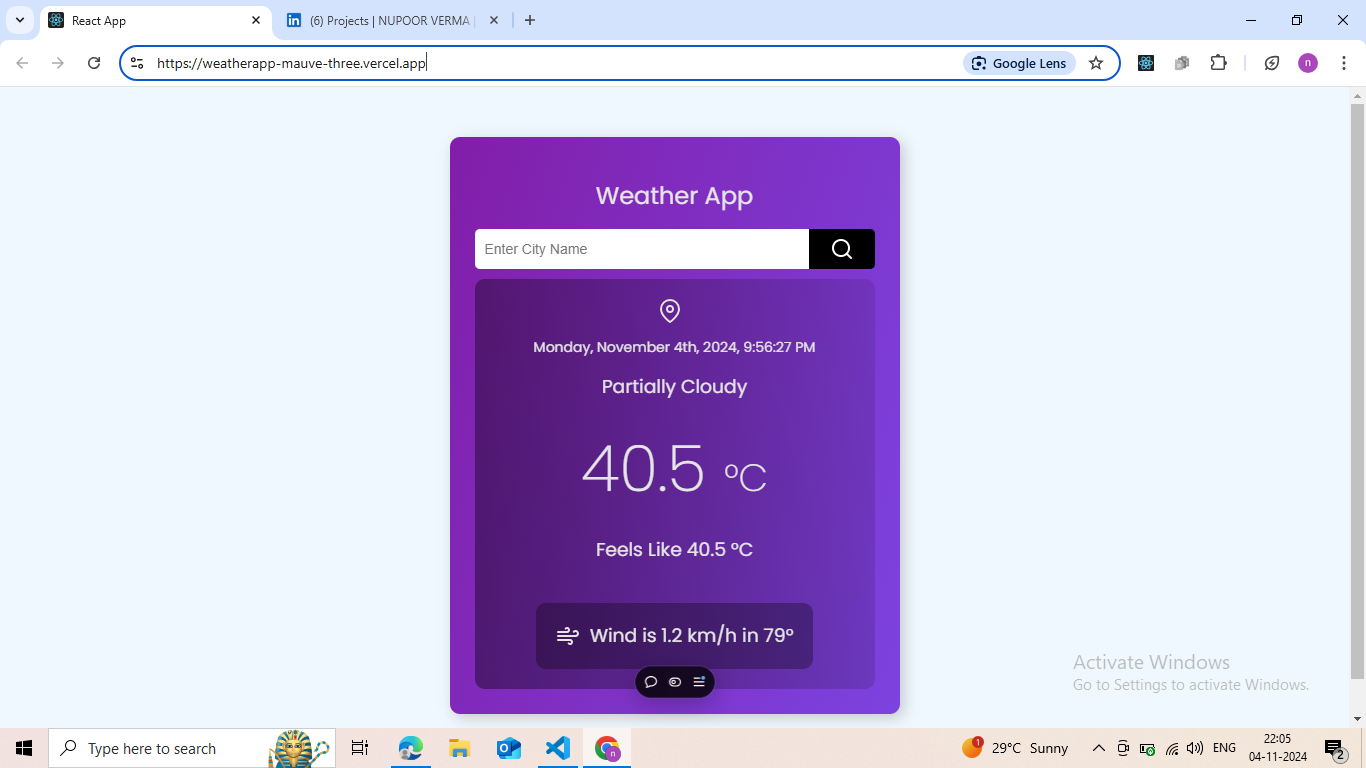 React App
(6) Projects | NUPOOR VERMA |
https://weatherapp-mauve-three.vercel.app
Google Lens
n
Weather App
Enter City Name
Monday, November 4th, 2024, 9:56:27 PM
Partially Cloudy
40.5 °C
Feels Like 40.5 °C
Wind is 1.2 km/h in 79°
Activate Windows
Go to Settings to activate Windows.
Type here to search
n
1
29°C Sunny
ENG
22:05
04-11-2024
2